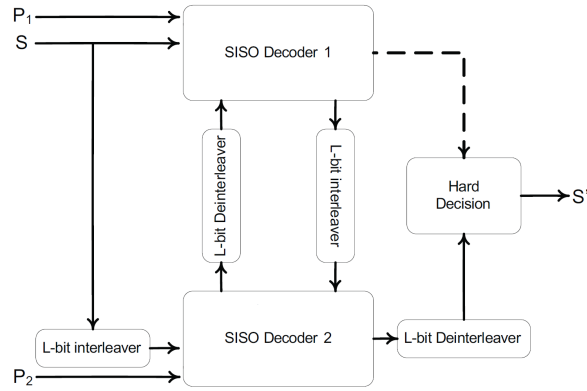 P1
S
SISO Decoder 1
L-bit Deinterleaver
L-bit interleaver
Hard
Decision
S'
L-bit interleaver
SISO Decoder 2
L-bit Deinterleaver
P2